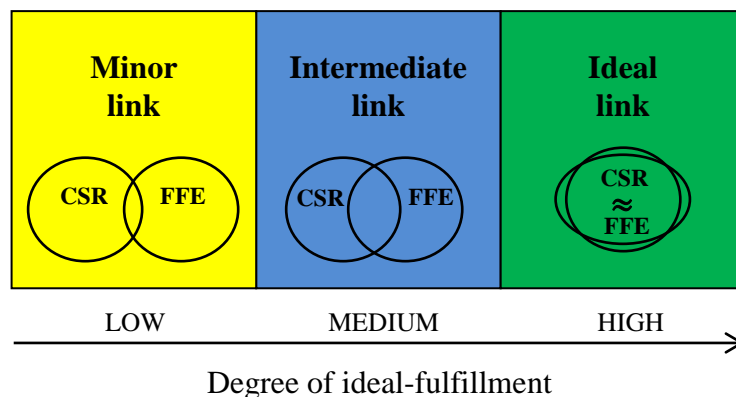 Minor
link
CSR
FFE
Intermediate
link
CSR
FFE
Ideal
link
CSR
≈
FFE
LOW
MEDIUM
HIGH
Degree of ideal-fulfillment